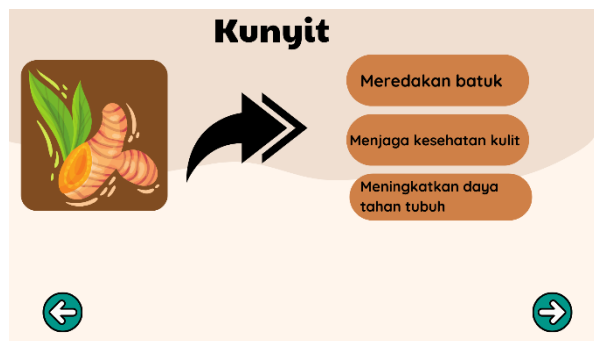 Kunyit
Meredakan batuk
Menjaga kesehatan kulit
Meningkatkan daya
tahan tubuh